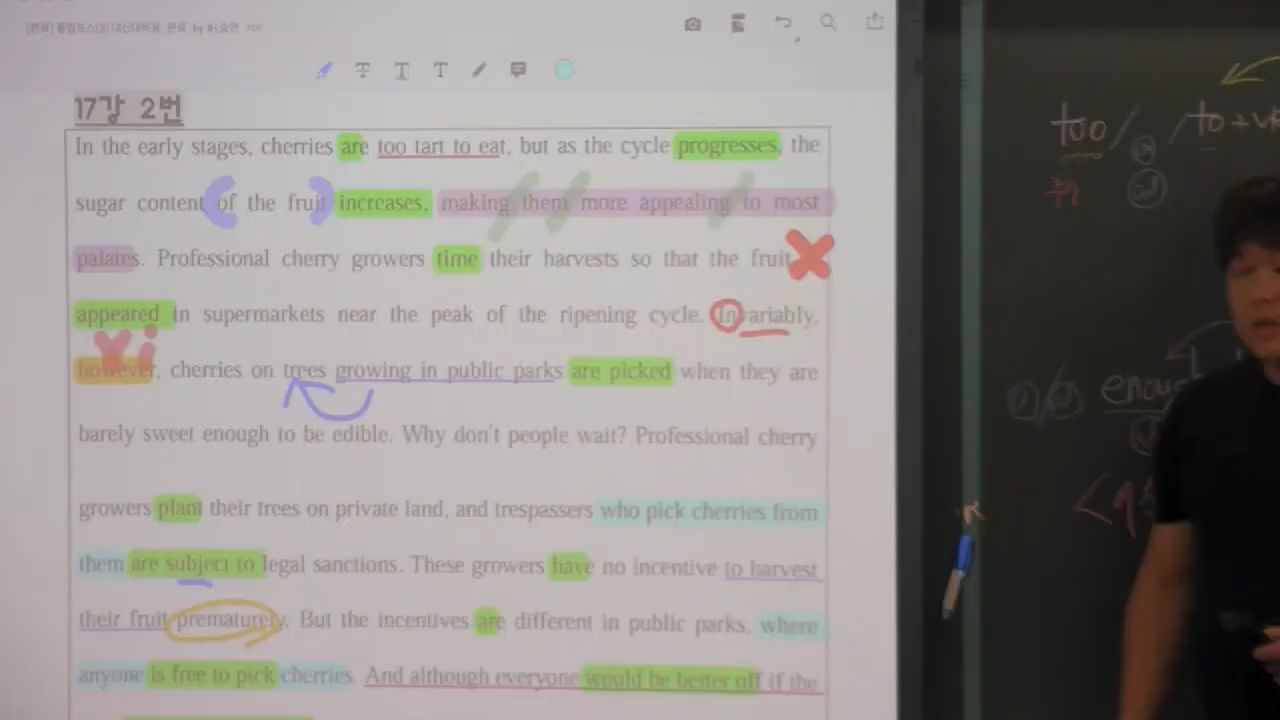 17강 2번
In the early stages, cherries are too tart to eat, but as the cycle progresses, the
sugar content of the fruit increases, making them more appealing to most
palates. Professional cherry growers time their harvests so that the fruit
appeared in supermarkets near the peak of the ripening cycle. Invariably,
however, cherries on trees growing in public parks are picked when they are
barely sweet enough to be edible. Why don't people wait? Professional cherry
growers plant their trees on private land, and trespassers who pick cherries from
them are subject to legal sanctions. These growers have no incentive to harvest
their fruit prematurely. But the incentives are different in public parks, where
anyone is free to pick cherries. And although everyone would be better off if the
too / / to + v